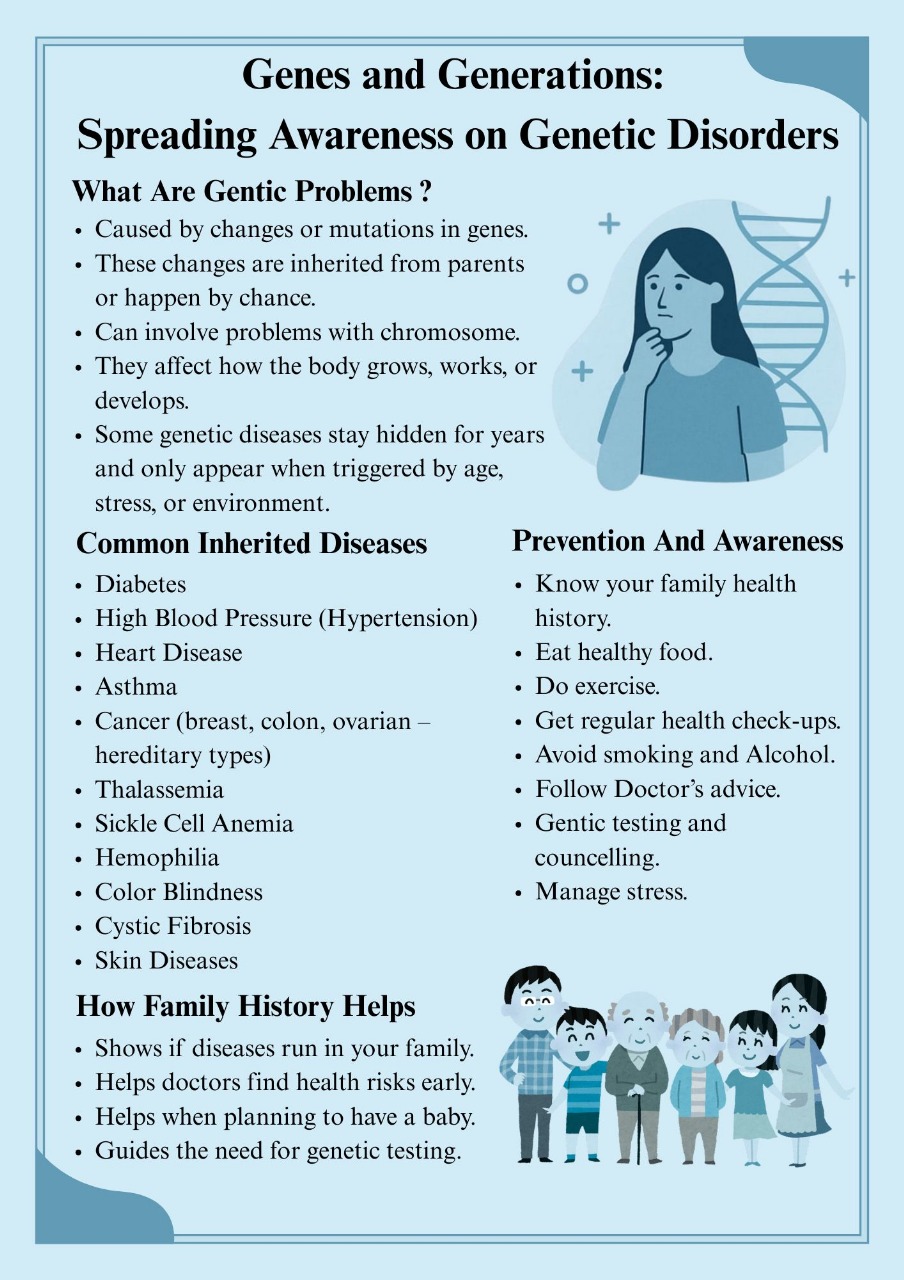 Genes and Generations:
Spreading Awareness on Genetic Disorders
What Are Gentic Problems ?
• Caused by changes or mutations in genes.
• These changes are inherited from parents
or happen by chance.
• Can involve problems with chromosome.
• They affect how the body grows, works, or
develops.
• Some genetic diseases stay hidden for years
and only appear when triggered by age,
stress, or environment.
Common Inherited Diseases
• Diabetes
• High Blood Pressure (Hypertension)
• Heart Disease
• Asthma
• Cancer (breast, colon, ovarian –
hereditary types)
• Thalassemia
• Sickle Cell Anemia
• Hemophilia
• Color Blindness
• Cystic Fibrosis
• Skin Diseases
Prevention And Awareness
• Know your family health
history.
• Eat healthy food.
• Do exercise.
• Get regular health check-ups.
• Avoid smoking and Alcohol.
• Follow Doctor’s advice.
• Gentic testing and
councelling.
• Manage stress.
How Family History Helps
• Shows if diseases run in your family.
• Helps doctors find health risks early.
• Helps when planning to have a baby.
• Guides the need for genetic testing.